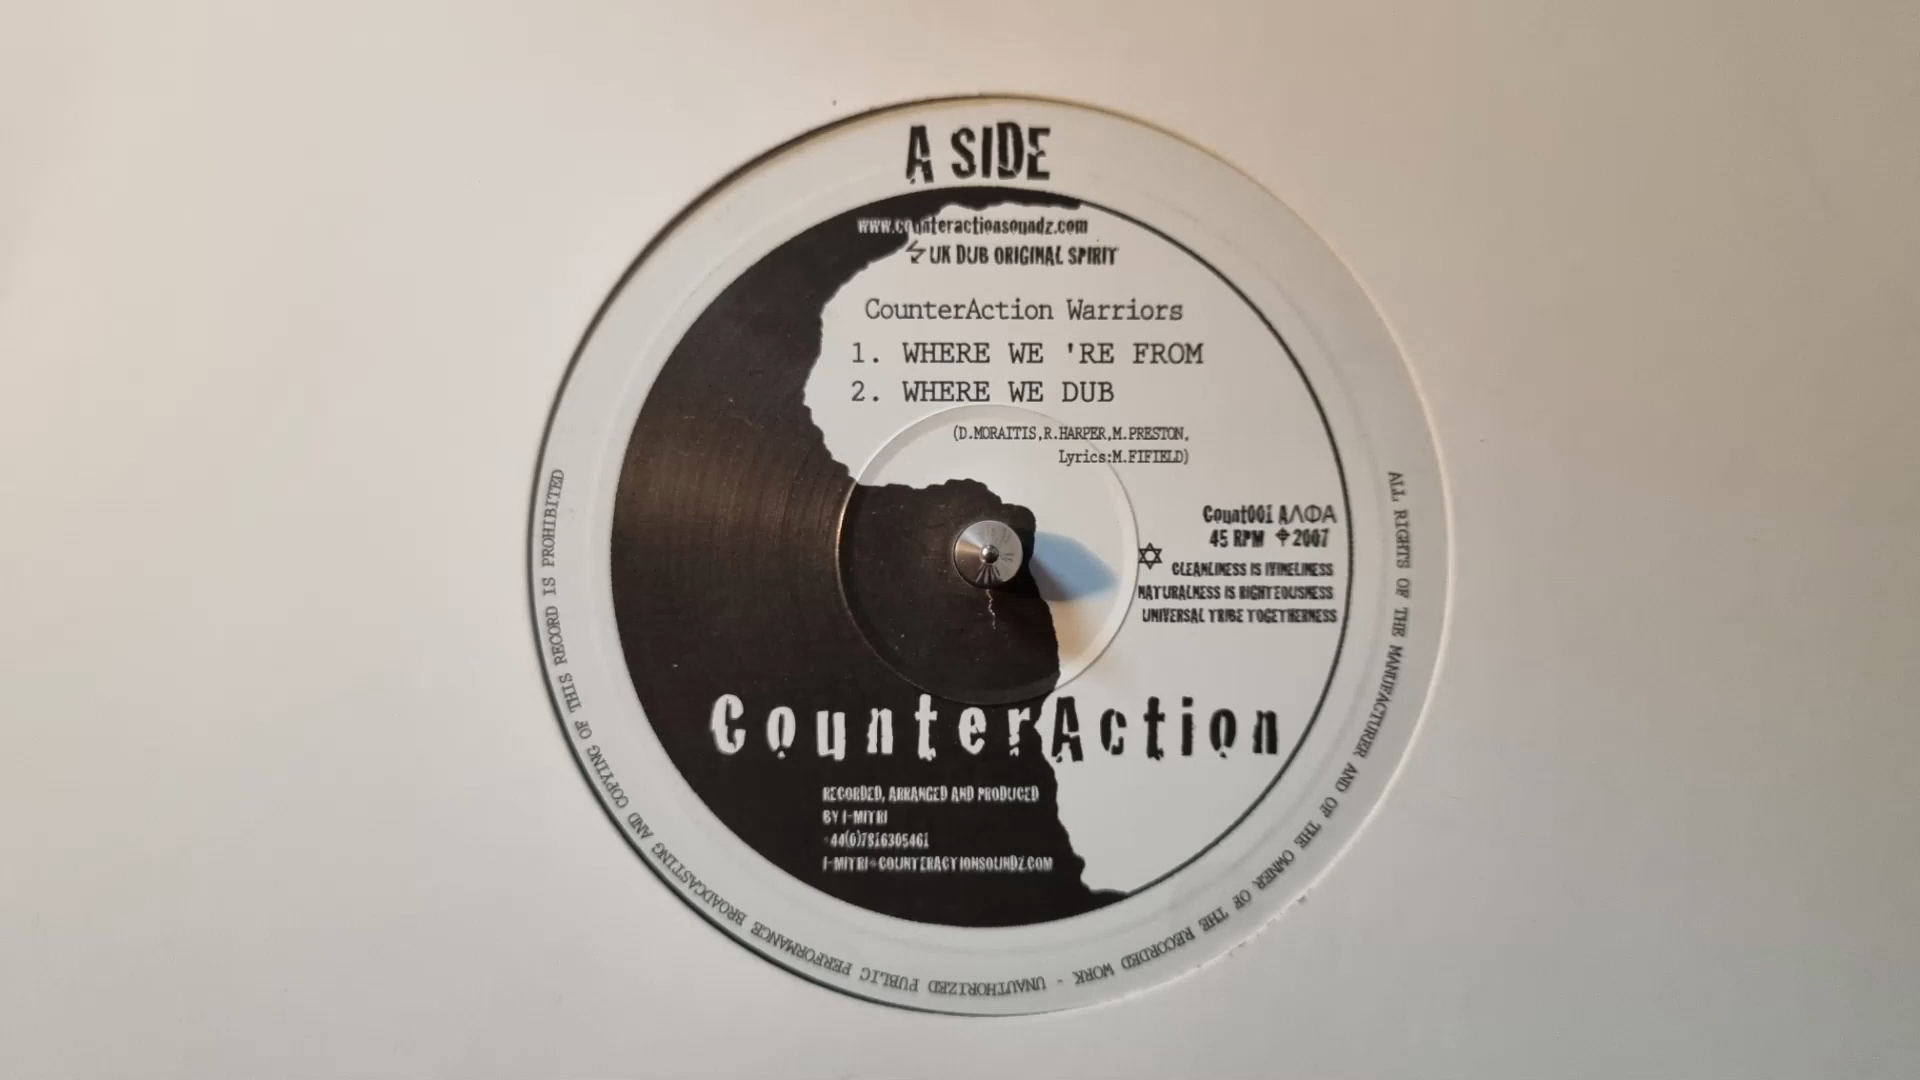 A SIDE
www.counteractionsoundz.com
UK DUB ORIGINAL SPIRIT
CounterAction Warriors
1. WHERE WE 'RE FROM
2. WHERE WE DUB
(D.MORAITIS,R.HARPER,M.PRESTON,
Lyrics:M.FIFIELD)
Count001 ΑΛΦΑ
45 RPM 2007
CLEANLINESS IS IVINELINESS
NATURALNESS IS RIGHTEOUSNESS
UNIVERSAL TRIBE TOGETHERNESS
CounterAction
RECORDED, ARRANGED AND PRODUCED
BY I-MITRI
+44(0)7816305461
I-MITRI@COUNTERACTIONSOUNDZ.COM
ALL RIGHTS OF THE MANUFACTURER AND OF THE OWNER OF THE RECORDED WORK - UNAUTHORIZED PUBLIC PERFORMANCE BROADCASTING AND COPYING OF THIS RECORD IS PROHIBITED